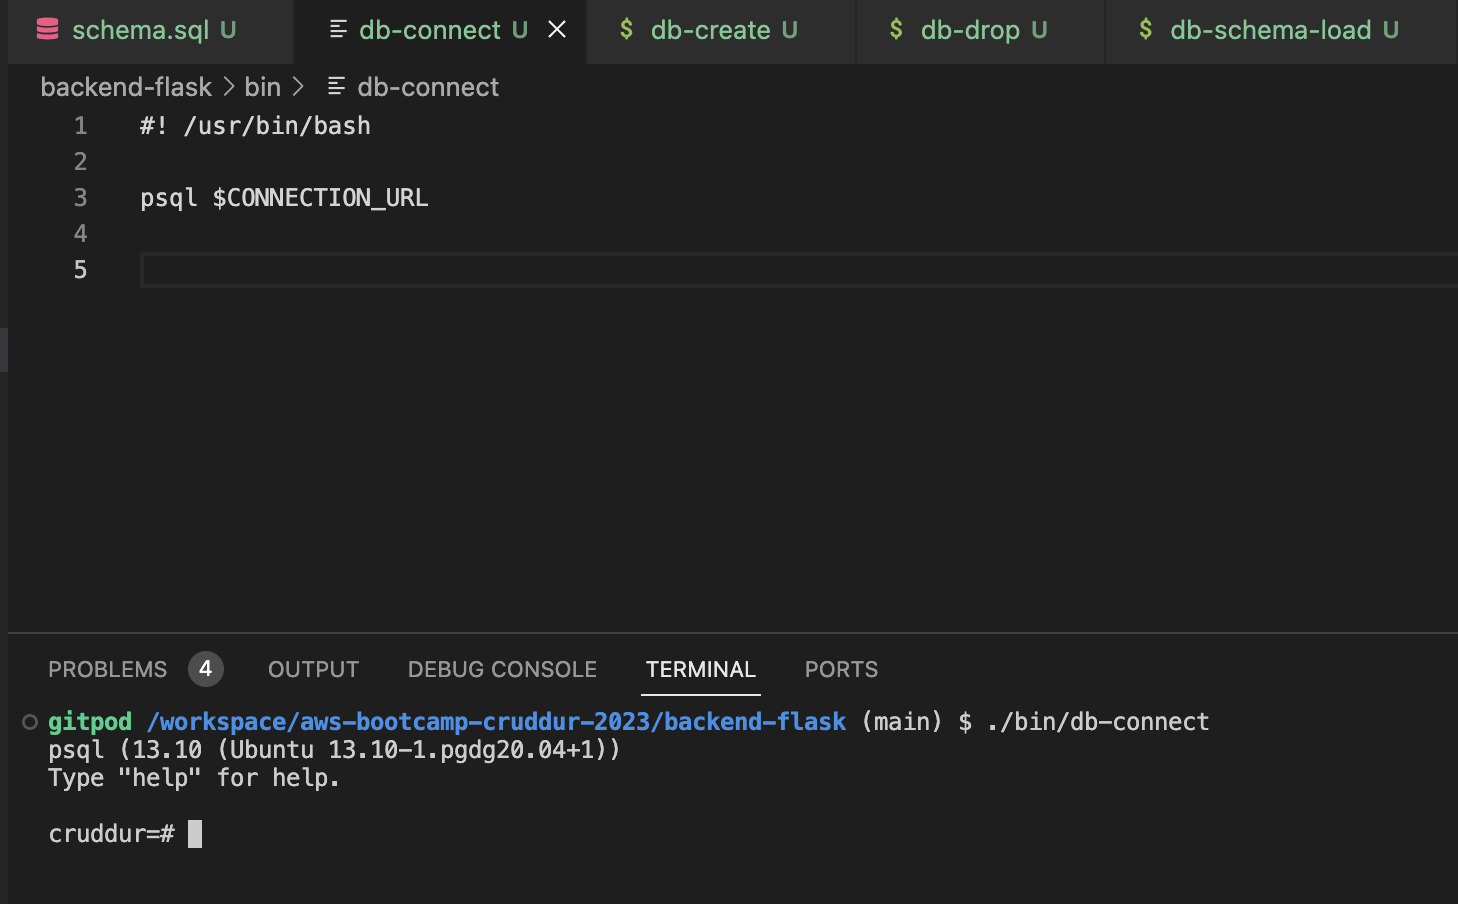 schema.sql U db-connect U $ db-create U $ db-drop U $ db-schema-load U
backend-flask > bin > db-connect
1 #! /usr/bin/bash
2
3 psql $CONNECTION_URL
4
5
PROBLEMS 4 OUTPUT DEBUG CONSOLE TERMINAL PORTS
gitpod /workspace/aws-bootcamp-cruddur-2023/backend-flask (main) $ ./bin/db-connect
psql (13.10 (Ubuntu 13.10-1.pgdg20.04+1))
Type "help" for help.
cruddur=#